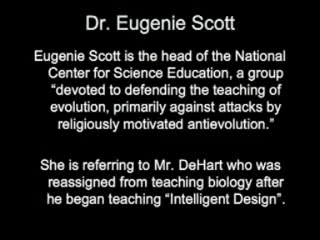 Dr. Eugenie Scott
Eugenie Scott is the head of the National
Center for Science Education, a group
“devoted to defending the teaching of
evolution, primarily against attacks by
religiously motivated antievolution.”
She is referring to Mr. DeHart who was
reassigned from teaching biology after
he began teaching “Intelligent Design”.